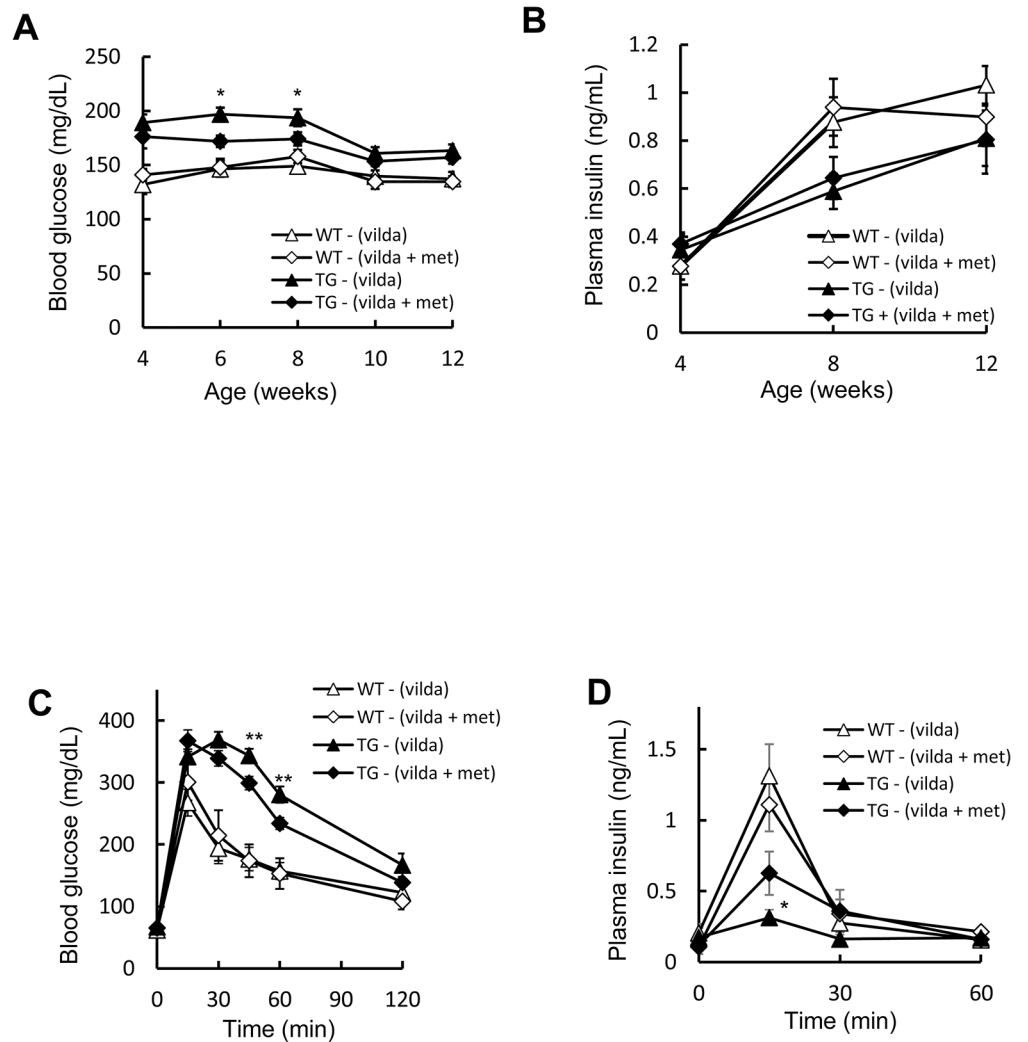 A
Blood glucose (mg/dL)
250
200
150
100
50
0
* *
WT - (vilda)
WT - (vilda + met)
TG - (vilda)
TG - (vilda + met)
4 6 8 10 12
Age (weeks)
B
Plasma insulin (ng/mL)
1.2
1
0.8
0.6
0.4
0.2
0
WT - (vilda)
WT - (vilda + met)
TG - (vilda)
TG + (vilda + met)
4 8 12
Age (weeks)
C
Blood glucose (mg/dL)
WT - (vilda)
WT - (vilda + met)
TG - (vilda)
TG - (vilda + met)
400
300
200
100
0
**
**
0 30 60 90 120
Time (min)
D
Plasma insulin (ng/mL)
WT - (vilda)
WT - (vilda + met)
TG - (vilda)
TG - (vilda + met)
1.5
1
0.5
0
*
0 30 60
Time (min)